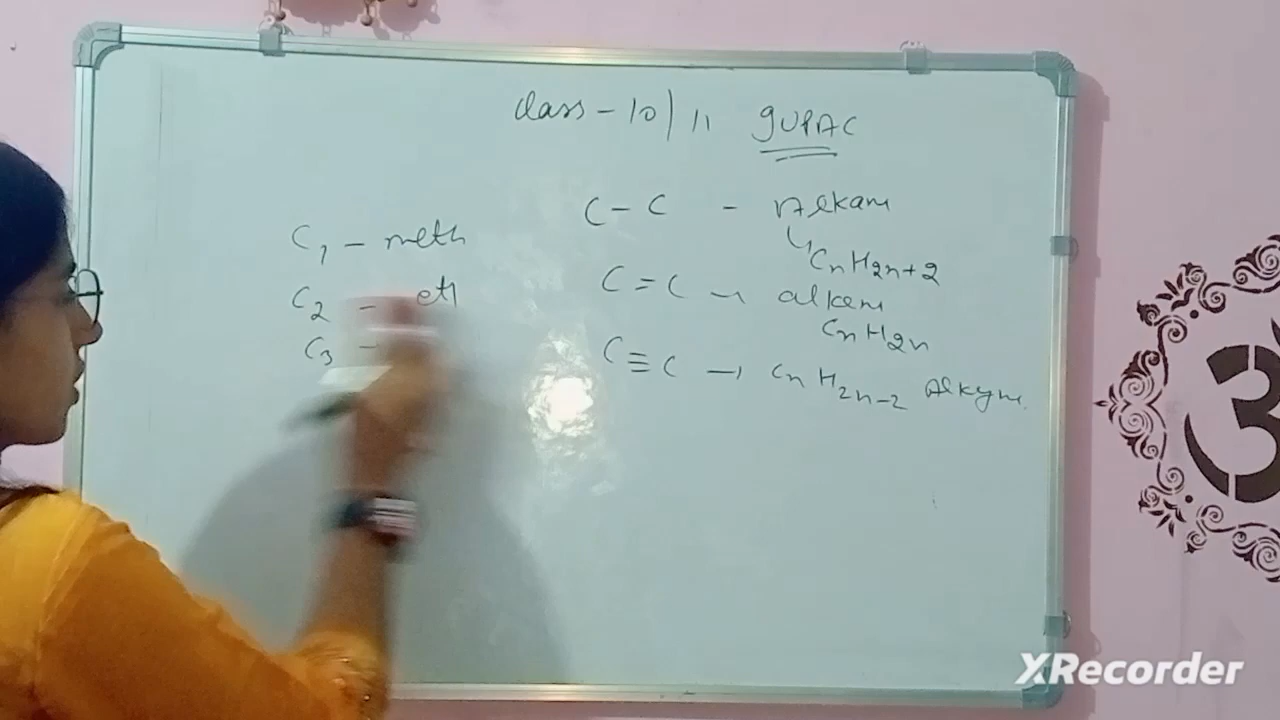 class - 10/11 IUPAC
C - C - Alkane
C₁ - meth
CnH2n+2
C₂ - eth
C = C → alkene
CnH2n
C₃ -
C ≡ C → CnH2n-2 Alkyne
XRecorder